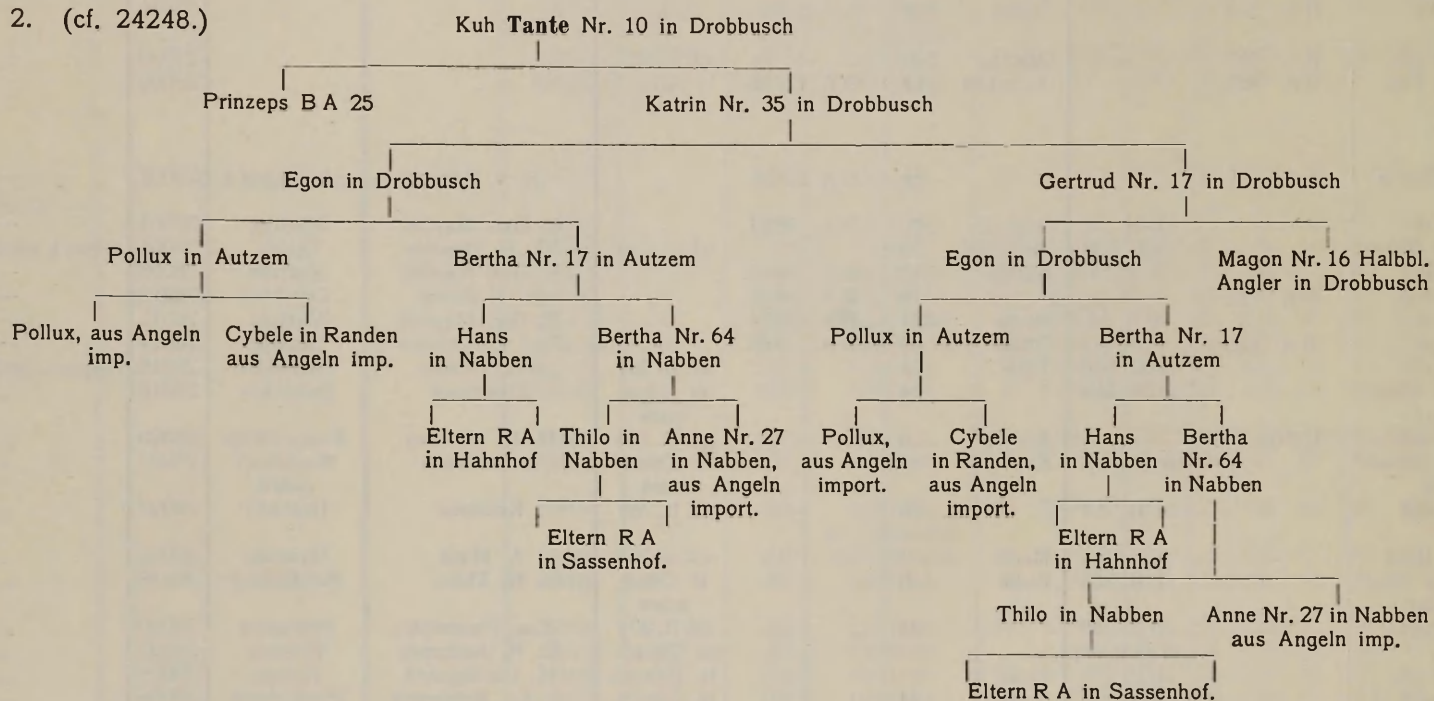 2. (cf. 24248.)
Kuh Tante Nr. 10 in Drobbusch
Prinzeps B A 25
Katrin Nr. 35 in Drobbusch
Egon in Drobbusch
Gertrud Nr. 17 in Drobbusch
Pollux in Autzem
Bertha Nr. 17 in Autzem
Egon in Drobbusch
Magon Nr. 16 Halbbl.
Angler in Drobbusch
Pollux, aus Angeln
imp.
Cybele in Randen
aus Angeln imp.
Hans
in Nabben
Bertha Nr. 64
in Nabben
Pollux in Autzem
Bertha Nr. 17
in Autzem
Eltern R A
in Hahnhof
Thilo in
Nabben
Anne Nr. 27
in Nabben,
aus Angeln
import.
Pollux,
aus Angeln
import.
Cybele
in Randen,
aus Angeln
import.
Hans
in Nabben
Bertha
Nr. 64
in Nabben
Eltern R A
in Sassenhof.
Eltern R A
in Hahnhof
Thilo in Nabben
Anne Nr. 27 in Nabben
aus Angeln imp.
Eltern R A in Sassenhof.